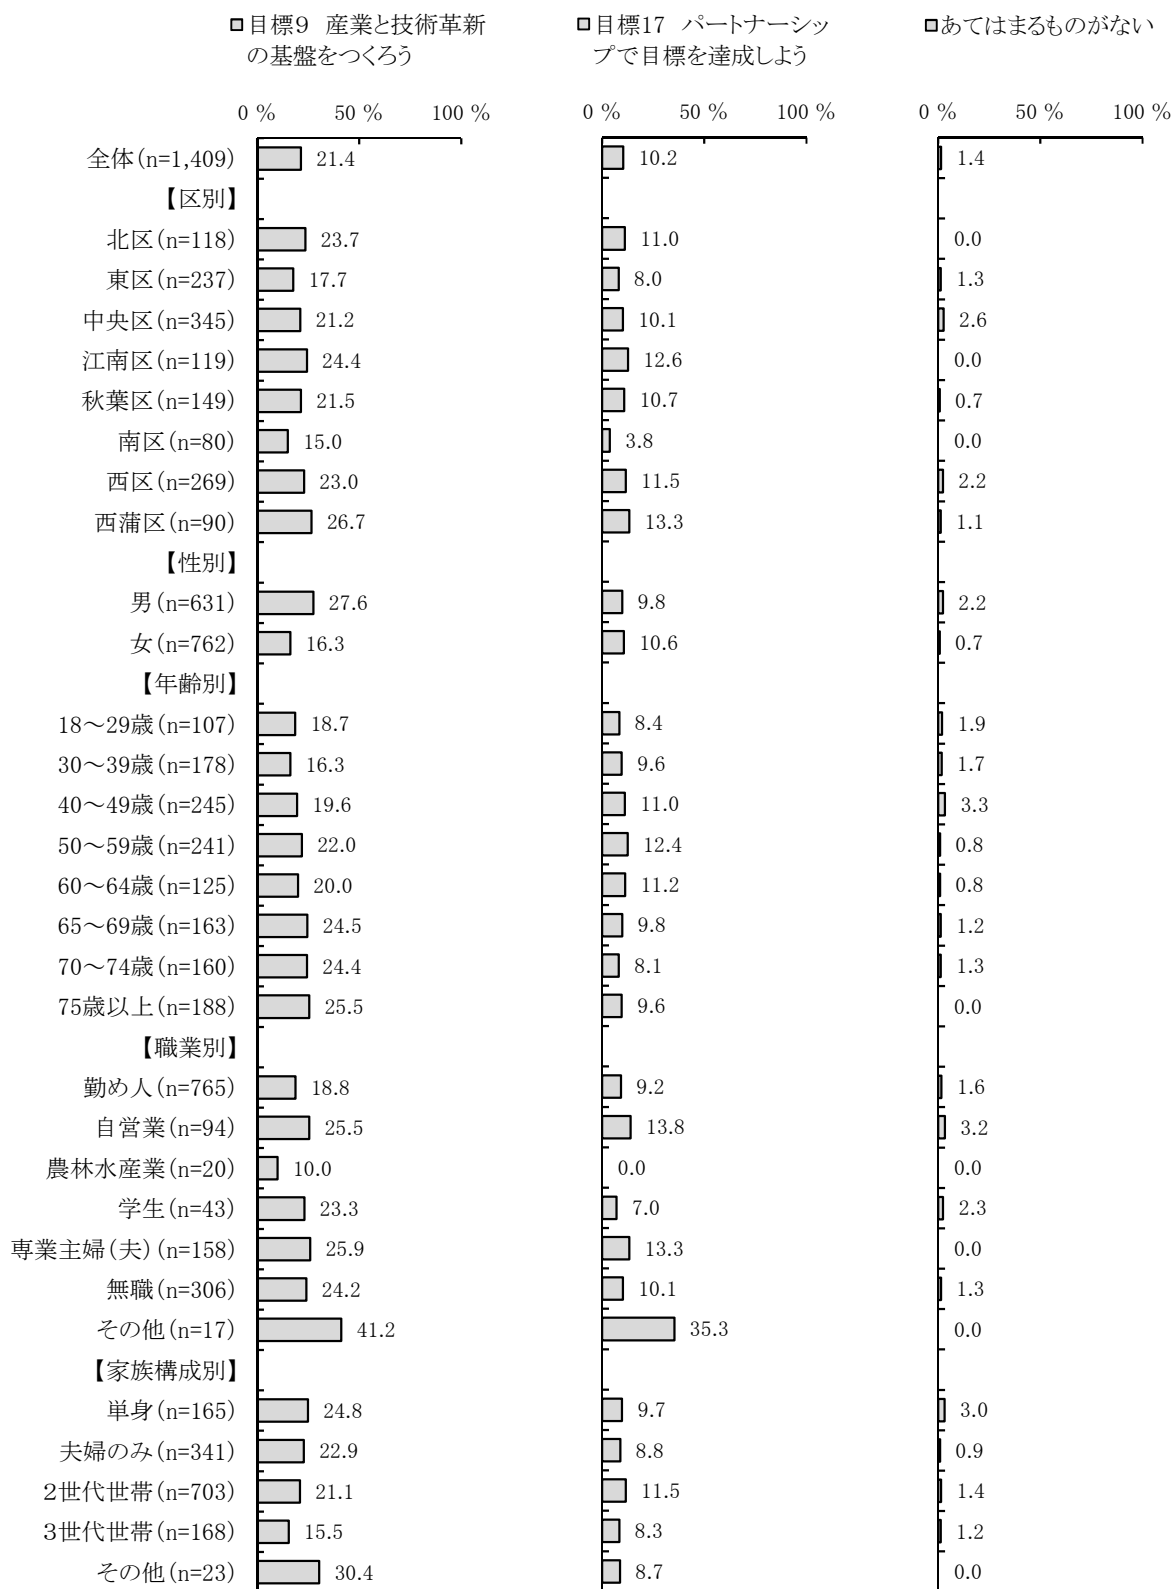 目標9 産業と技術革新
の基盤をつくろう
目標17 パートナーシッ
プで目標を達成しよう
あてはまるものがない
0 % 50 % 100 % 0 % 50 % 100 % 0 % 50 % 100 %
全体(n=1,409) 21.4 10.2 1.4
【区別】
北区(n=118) 23.7 11.0 0.0
東区(n=237) 17.7 8.0 1.3
中央区(n=345) 21.2 10.1 2.6
江南区(n=119) 24.4 12.6 0.0
秋葉区(n=149) 21.5 10.7 0.7
南区(n=80) 15.0 3.8 0.0
西区(n=269) 23.0 11.5 2.2
西蒲区(n=90) 26.7 13.3 1.1
【性別】
男(n=631) 27.6 9.8 2.2
女(n=762) 16.3 10.6 0.7
【年齢別】
18～29歳(n=107) 18.7 8.4 1.9
30～39歳(n=178) 16.3 9.6 1.7
40～49歳(n=245) 19.6 11.0 3.3
50～59歳(n=241) 22.0 12.4 0.8
60～64歳(n=125) 20.0 11.2 0.8
65～69歳(n=163) 24.5 9.8 1.2
70～74歳(n=160) 24.4 8.1 1.3
75歳以上(n=188) 25.5 9.6 0.0
【職業別】
勤め人(n=765) 18.8 9.2 1.6
自営業(n=94) 25.5 13.8 3.2
農林水産業(n=20) 10.0 0.0 0.0
学生(n=43) 23.3 7.0 2.3
専業主婦(夫)(n=158) 25.9 13.3 0.0
無職(n=306) 24.2 10.1 1.3
その他(n=17) 41.2 35.3 0.0
【家族構成別】
単身(n=165) 24.8 9.7 3.0
夫婦のみ(n=341) 22.9 8.8 0.9
2世代世帯(n=703) 21.1 11.5 1.4
3世代世帯(n=168) 15.5 8.3 1.2
その他(n=23) 30.4 8.7 0.0